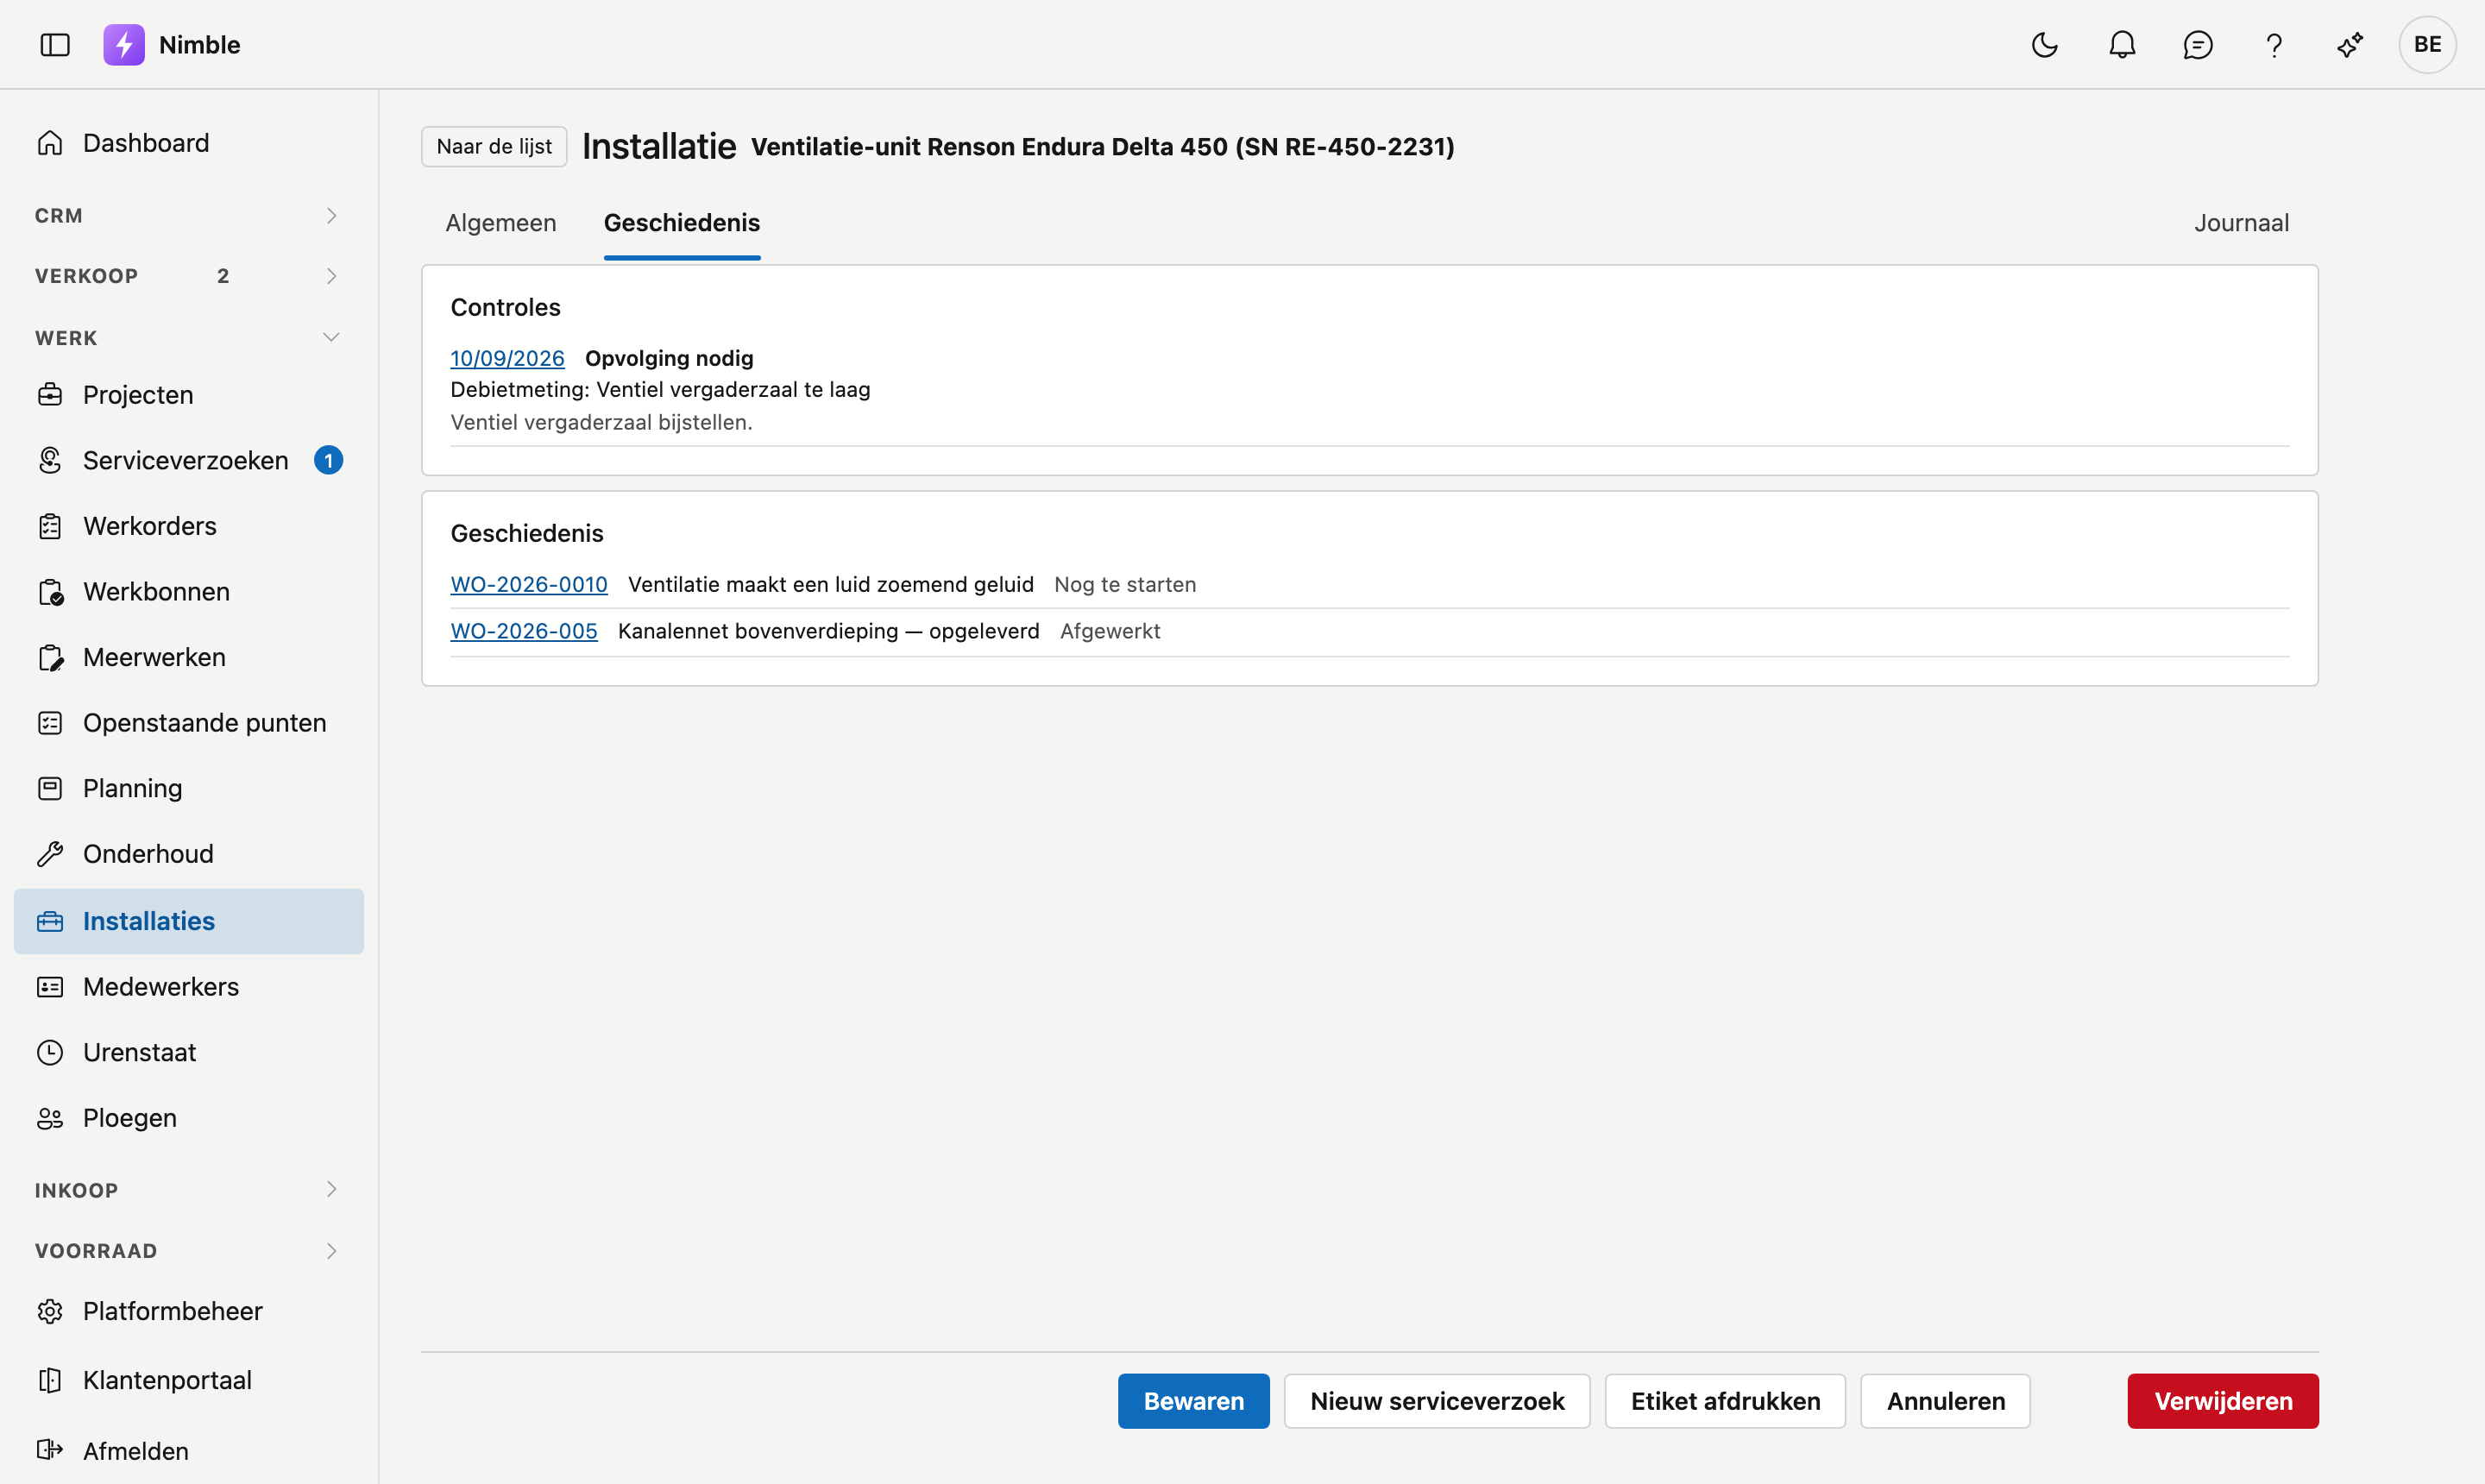 Nimble
BE
Dashboard
CRM
VERKOOP 2
WERK
Projecten
Serviceverzoeken 1
Werkorders
Werkbonnen
Meerwerken
Openstaande punten
Planning
Onderhoud
Installaties
Medewerkers
Urenstaat
Ploegen
INKOOP
VOORRAAD
Platformbeheer
Klantenportaal
Afmelden
Naar de lijst Installatie Ventilatie-unit Renson Endura Delta 450 (SN RE-450-2231)
Algemeen Geschiedenis Journaal
Controles
10/09/2026 Opvolging nodig
Debietmeting: Ventiel vergaderzaal te laag
Ventiel vergaderzaal bijstellen.
Geschiedenis
WO-2026-0010 Ventilatie maakt een luid zoemend geluid Nog te starten
WO-2026-005 Kanalennet bovenverdieping — opgeleverd Afgewerkt
Bewaren Nieuw serviceverzoek Etiket afdrukken Annuleren Verwijderen